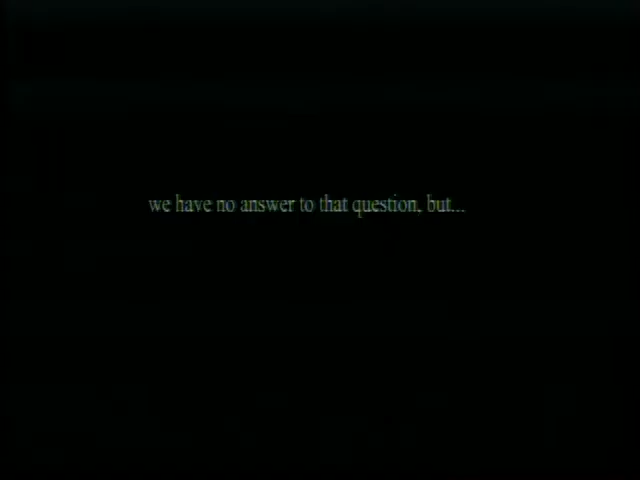 we have no answer to that question, but...